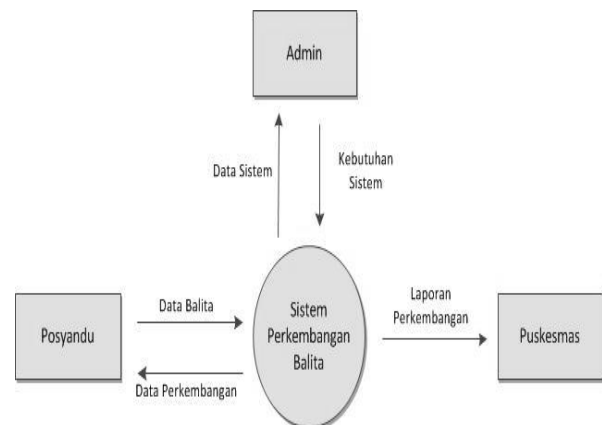 Admin
Data Sistem
Kebutuhan
Sistem
Posyandu
Data Balita
Data Perkembangan
Sistem
Perkembangan
Balita
Laporan
Perkembangan
Puskesmas